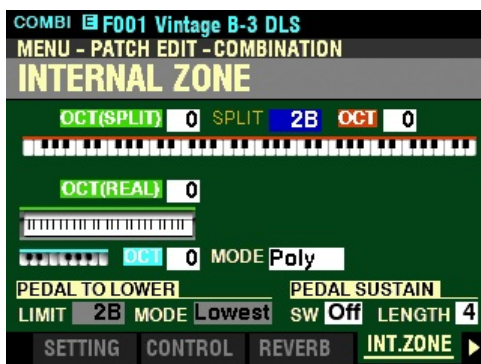 COMBI E F001 Vintage B-3 DLS
MENU - PATCH EDIT - COMBINATION
INTERNAL ZONE
OCT(SPLIT) 0 SPLIT 2B OCT 0
OCT(REAL) 0
OCT 0 MODE Poly
PEDAL TO LOWER PEDAL SUSTAIN
LIMIT 2B MODE Lowest SW Off LENGTH 4
SETTING CONTROL REVERB INT.ZONE